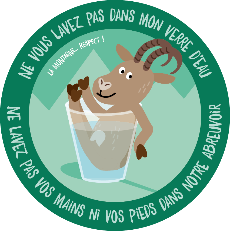 NE VOUS LAVEZ PAS DANS MON VERRE D'EAU
LA MONTAGNE, RESPECT !
NE LAVEZ PAS VOS MAINS NI VOS PIEDS DANS NOTRE ABREUVOIR